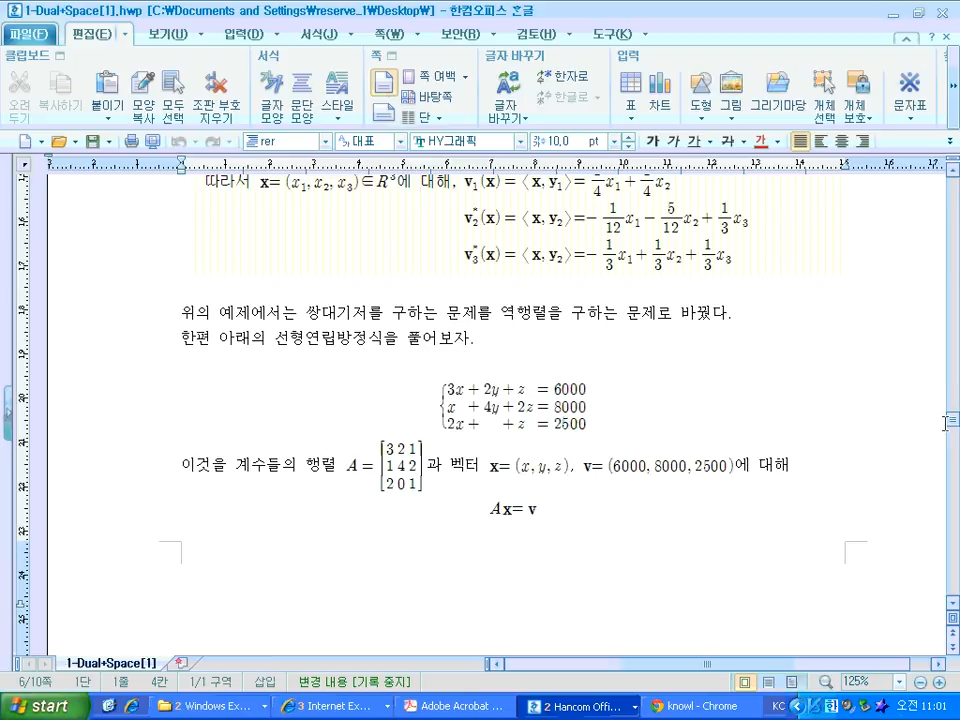 1-Dual+Space[1].hwp [C:\Documents and Settings\reserve_1\Desktop\] - 한컴오피스 흔글
파일(F) 편집(E) 보기(U) 입력(D) 서식(J) 쪽(W) 보안(R) 검토(H) 도구(K)
클립보드 서식 쪽 글자 바꾸기 입력
오려두기 복사하기 붙이기 모양 복사 모두 선택 조판 부호 지우기 글자 모양 문단 모양 스타일 쪽 여백 바탕쪽 단 글자 바꾸기 한자로 한글로 표 차트 도형 그림 그리기마당 개체 선택 개체 보호 문자표
rer 대표 HY그래픽 10,0 pt 가 가 가 가 가
따라서 x= (x₁, x₂, x₃)∈R³에 대해, v₁(x) = 〈 x, y₁〉= /4 x₁ + /4 x₂
v₂*(x) = 〈 x, y₂〉=− 1/12 x₁ − 5/12 x₂ + 1/3 x₃
v₃*(x) = 〈 x, y₂〉=− 1/3 x₁ + 1/3 x₂ + 1/3 x₃
위의 예제에서는 쌍대기저를 구하는 문제를 역행렬을 구하는 문제로 바꿨다.
한편 아래의 선형연립방정식을 풀어보자.
3x + 2y + z = 6000
x + 4y + 2z = 8000
2x + + z = 2500
이것을 계수들의 행렬 A = [3 2 1; 1 4 2; 2 0 1] 과 벡터 x= (x, y, z), v= (6000, 8000, 2500)에 대해
Ax= v
1-Dual+Space[1]
6/10쪽 1단 1줄 4칸 1/1 구역 삽입 변경 내용 [기록 중지] 125%
start 2 Windows Ex... 3 Internet Ex... Adobe Acrobat ... 2 Hancom Offi... knowl - Chrome KO 오전 11:01